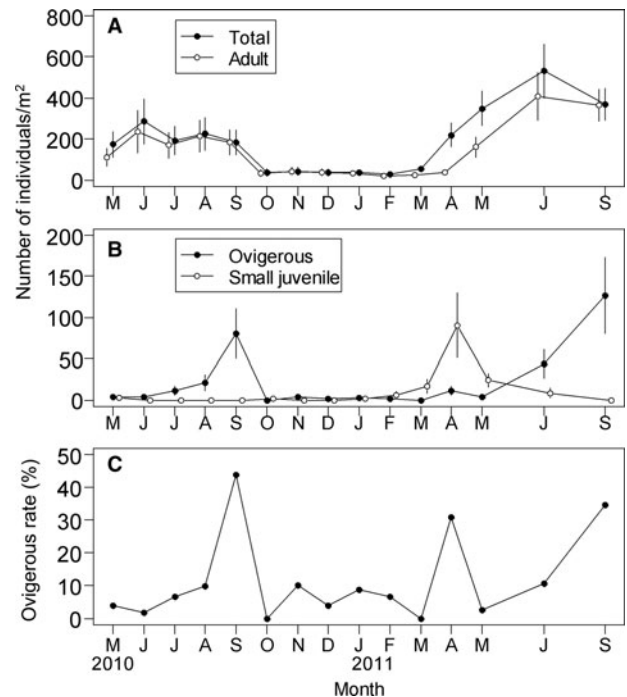 Number of individuals/m²
A
Total
Adult
800
600
400
200
0
M J J A S O N D J F M A M J S
B
Ovigerous
Small juvenile
200
150
100
50
0
M J J A S O N D J F M A M J S
Ovigerous rate (%)
C
50
40
30
20
10
0
M J J A S O N D J F M A M J S
2010 2011
Month